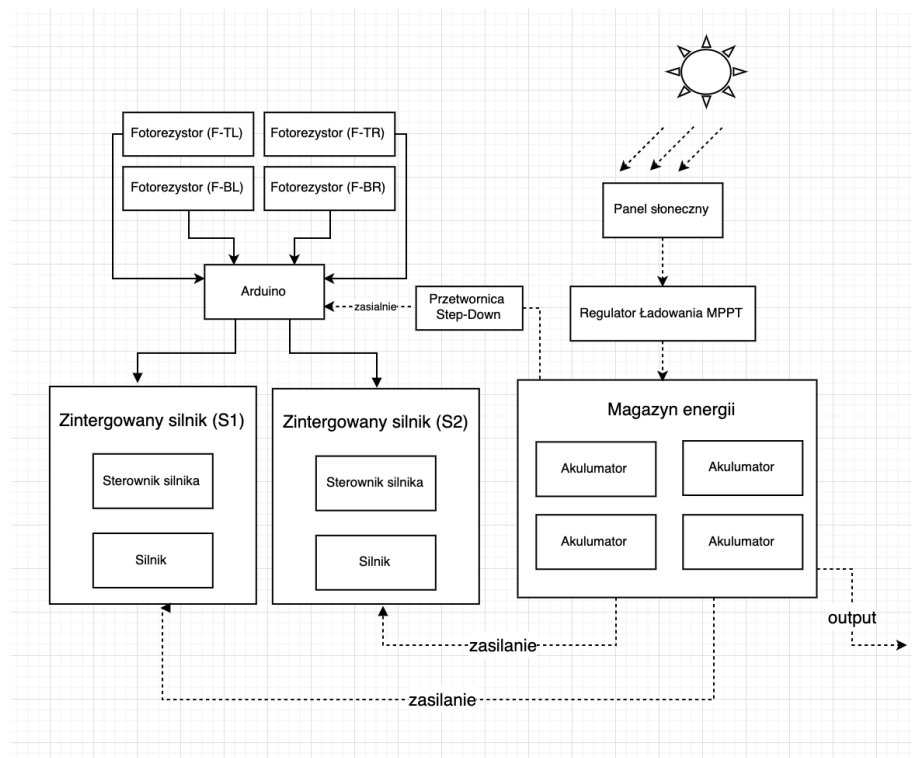 Fotorezystor (F-TL)
Fotorezystor (F-TR)
Fotorezystor (F-BL)
Fotorezystor (F-BR)
Panel słoneczny
Arduino
zasialnie
Przetwornica
Step-Down
Regulator Ładowania MPPT
Zintergowany silnik (S1)
Sterownik silnika
Silnik
Zintergowany silnik (S2)
Sterownik silnika
Silnik
Magazyn energii
Akulumator
Akulumator
Akulumator
Akulumator
output
zasilanie
zasilanie